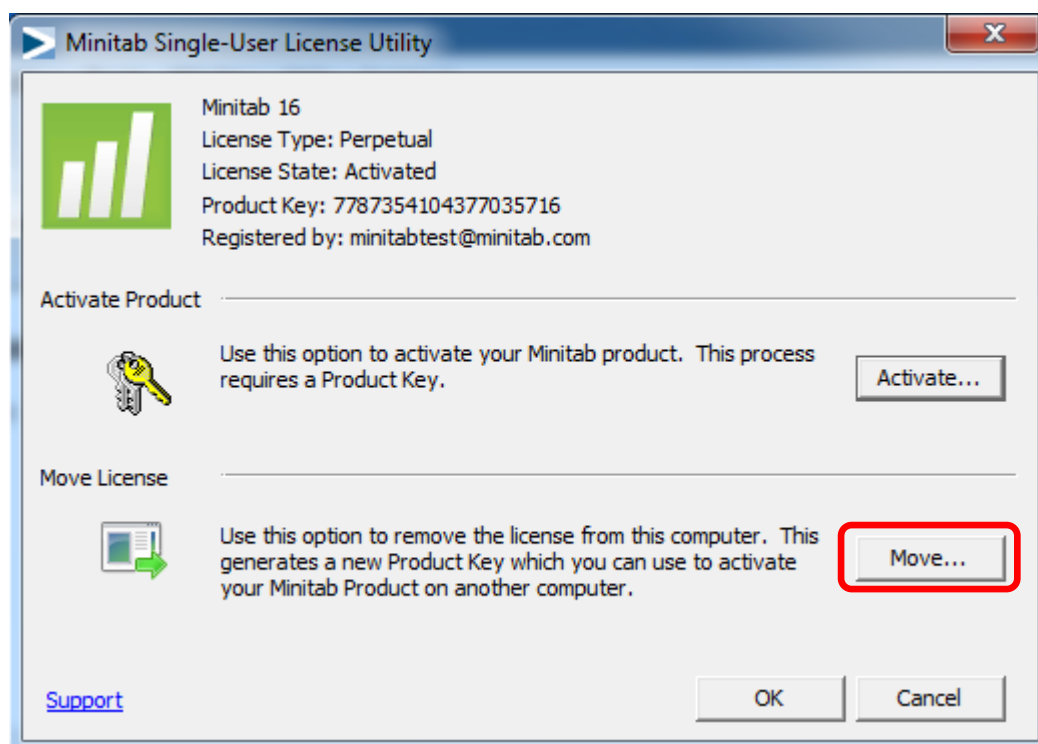 Minitab Single-User License Utility
x
Minitab 16
License Type: Perpetual
License State: Activated
Product Key: 7787354104377035716
Registered by: minitabtest@minitab.com
Activate Product
Use this option to activate your Minitab product. This process
requires a Product Key.
Activate...
Move License
Use this option to remove the license from this computer. This
generates a new Product Key which you can use to activate
your Minitab Product on another computer.
Move...
Support
OK
Cancel